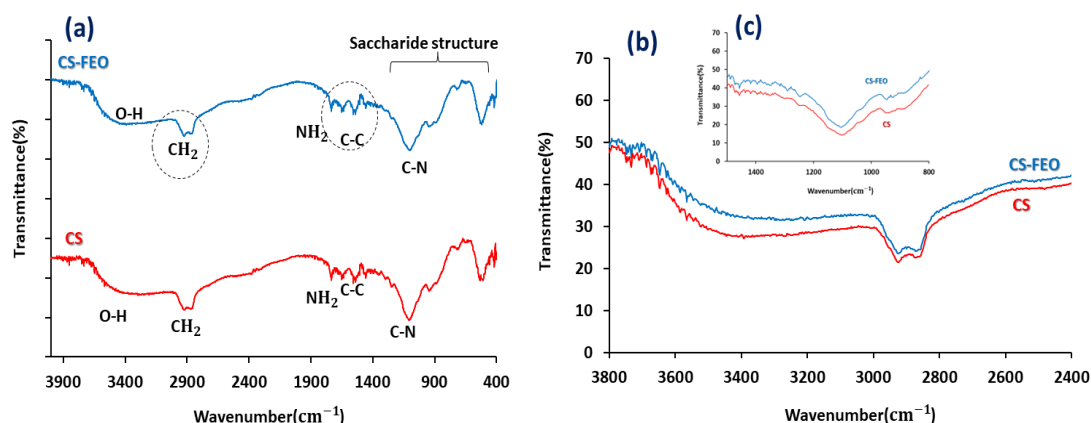 (a)
Saccharide structure
CS-FEO
O-H
CH₂
NH₂
C-C
C-N
CS
O-H
CH₂
NH₂
C-C
C-N
Transmittance(%)
3900 3400 2900 2400 1900 1400 900 400
Wavenumber(cm⁻¹)
(b)
Transmittance(%)
70
60
50
40
30
20
10
0
CS-FEO
CS
3800 3600 3400 3200 3000 2800 2600 2400
Wavenumber(cm⁻¹)
(c)
Transmittance(%)
70
60
50
40
30
20
10
0
CS-FEO
CS
1400 1200 1000 800
Wavenumber(cm⁻¹)